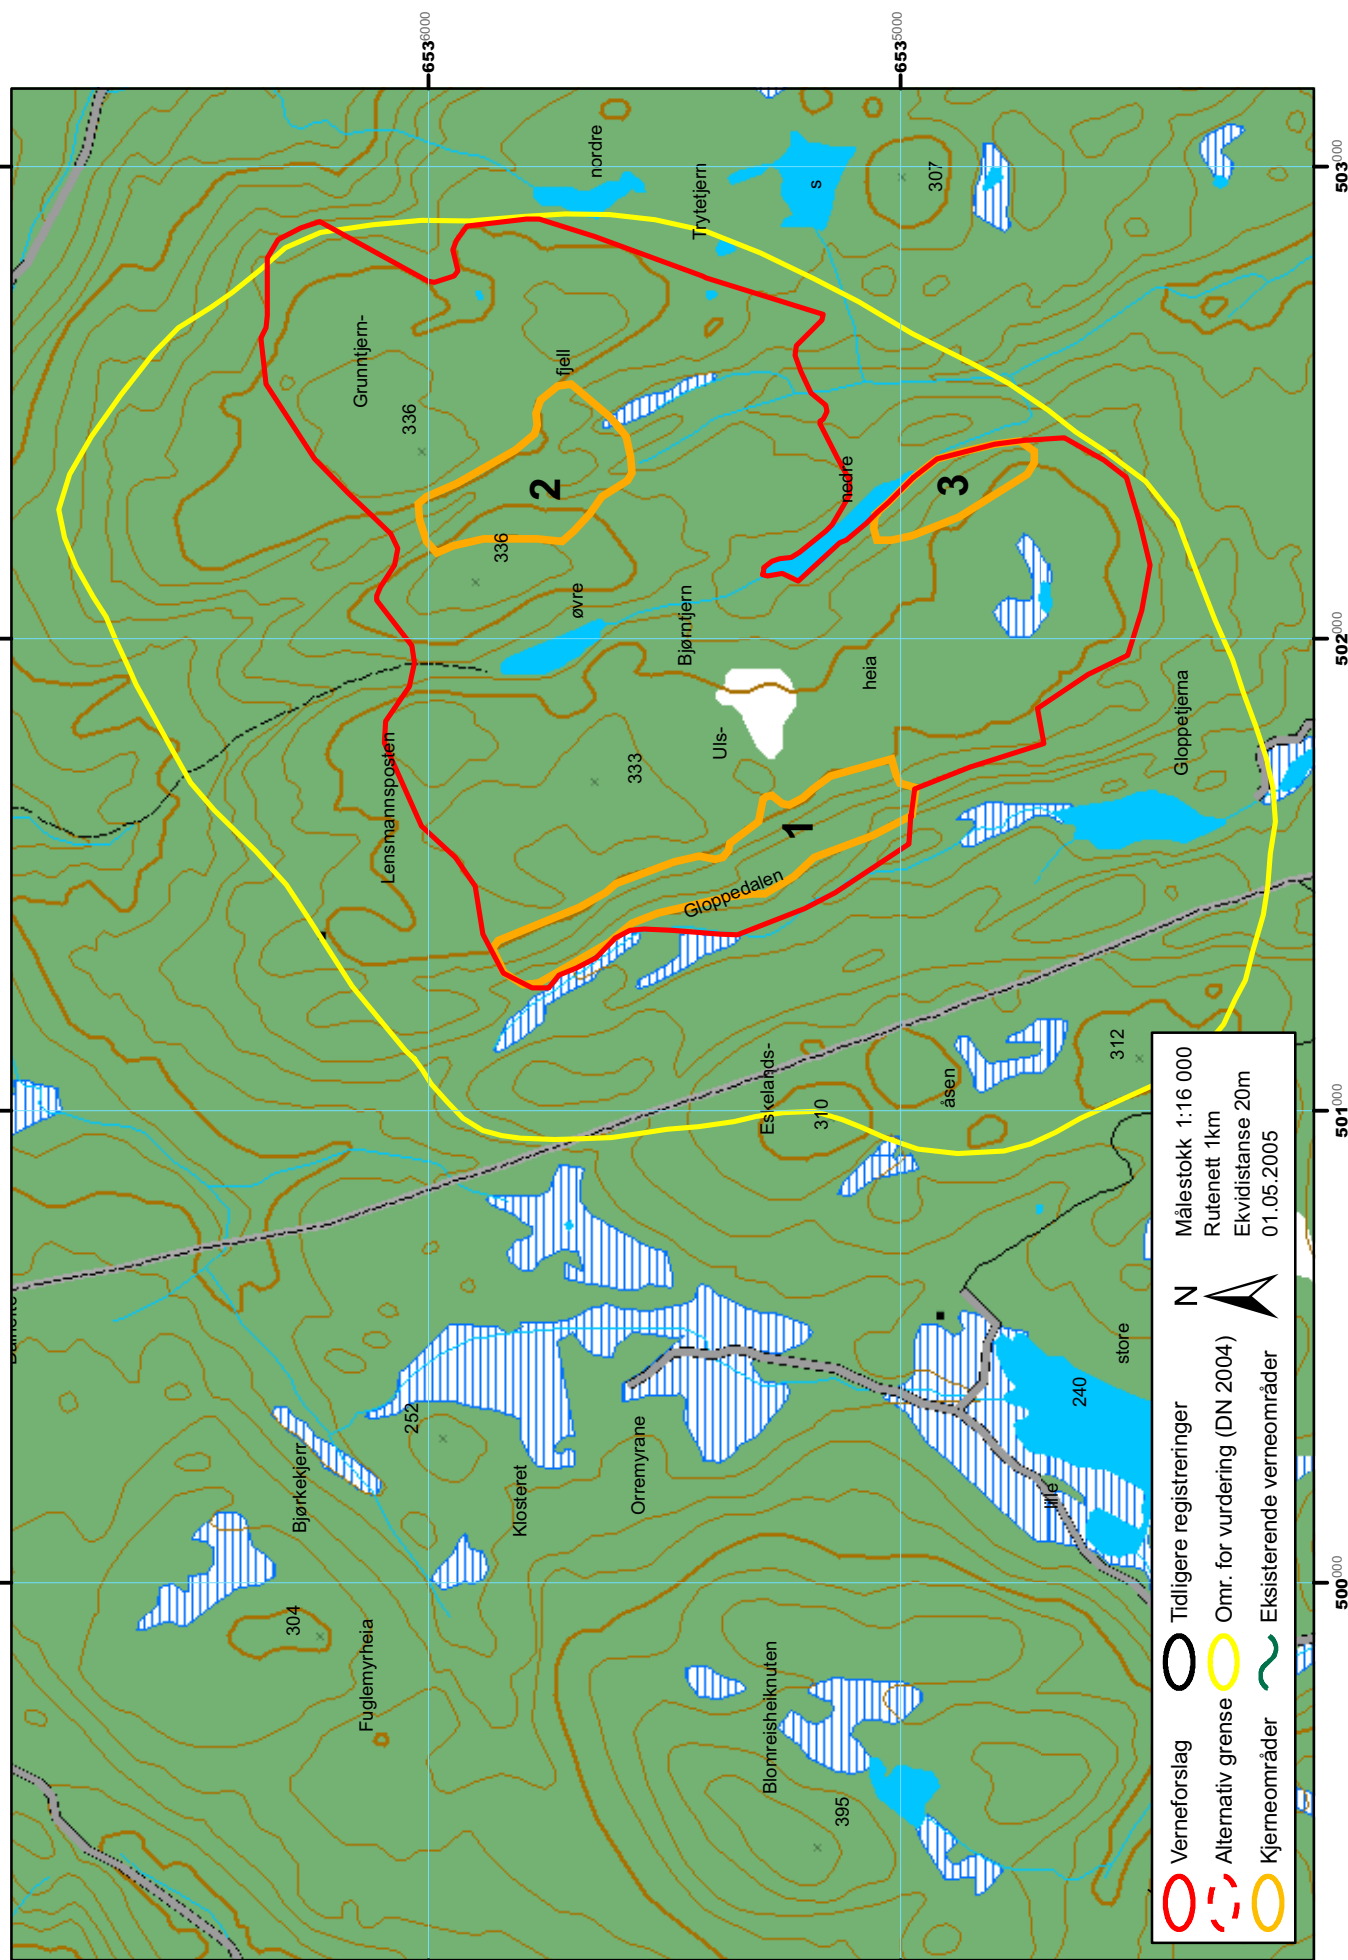 6536000
6535000
503000
502000
501000
500000
nordre
Trytetjern
s
307
Grunntjern-
fjell
336
2
336
øvre
nedre
3
Bjørntjern
heia
Uls-
333
Lensmannsposten
1
Gloppedalen
Gloppetjerna
Eskelands-
åsen
310
312
252
Bjørkekjerr
Klosteret
Orremyrane
store
240
lille
304
Fuglemyrheia
Blomreisheiknuten
395
Verneforslag
Alternativ grense
Kjerneområder
Tidligere registreringer
Omr. for vurdering (DN 2004)
Eksisterende verneområder
N
Målestokk 1:16 000
Rutenett 1km
Ekvidistanse 20m
01.05.2005